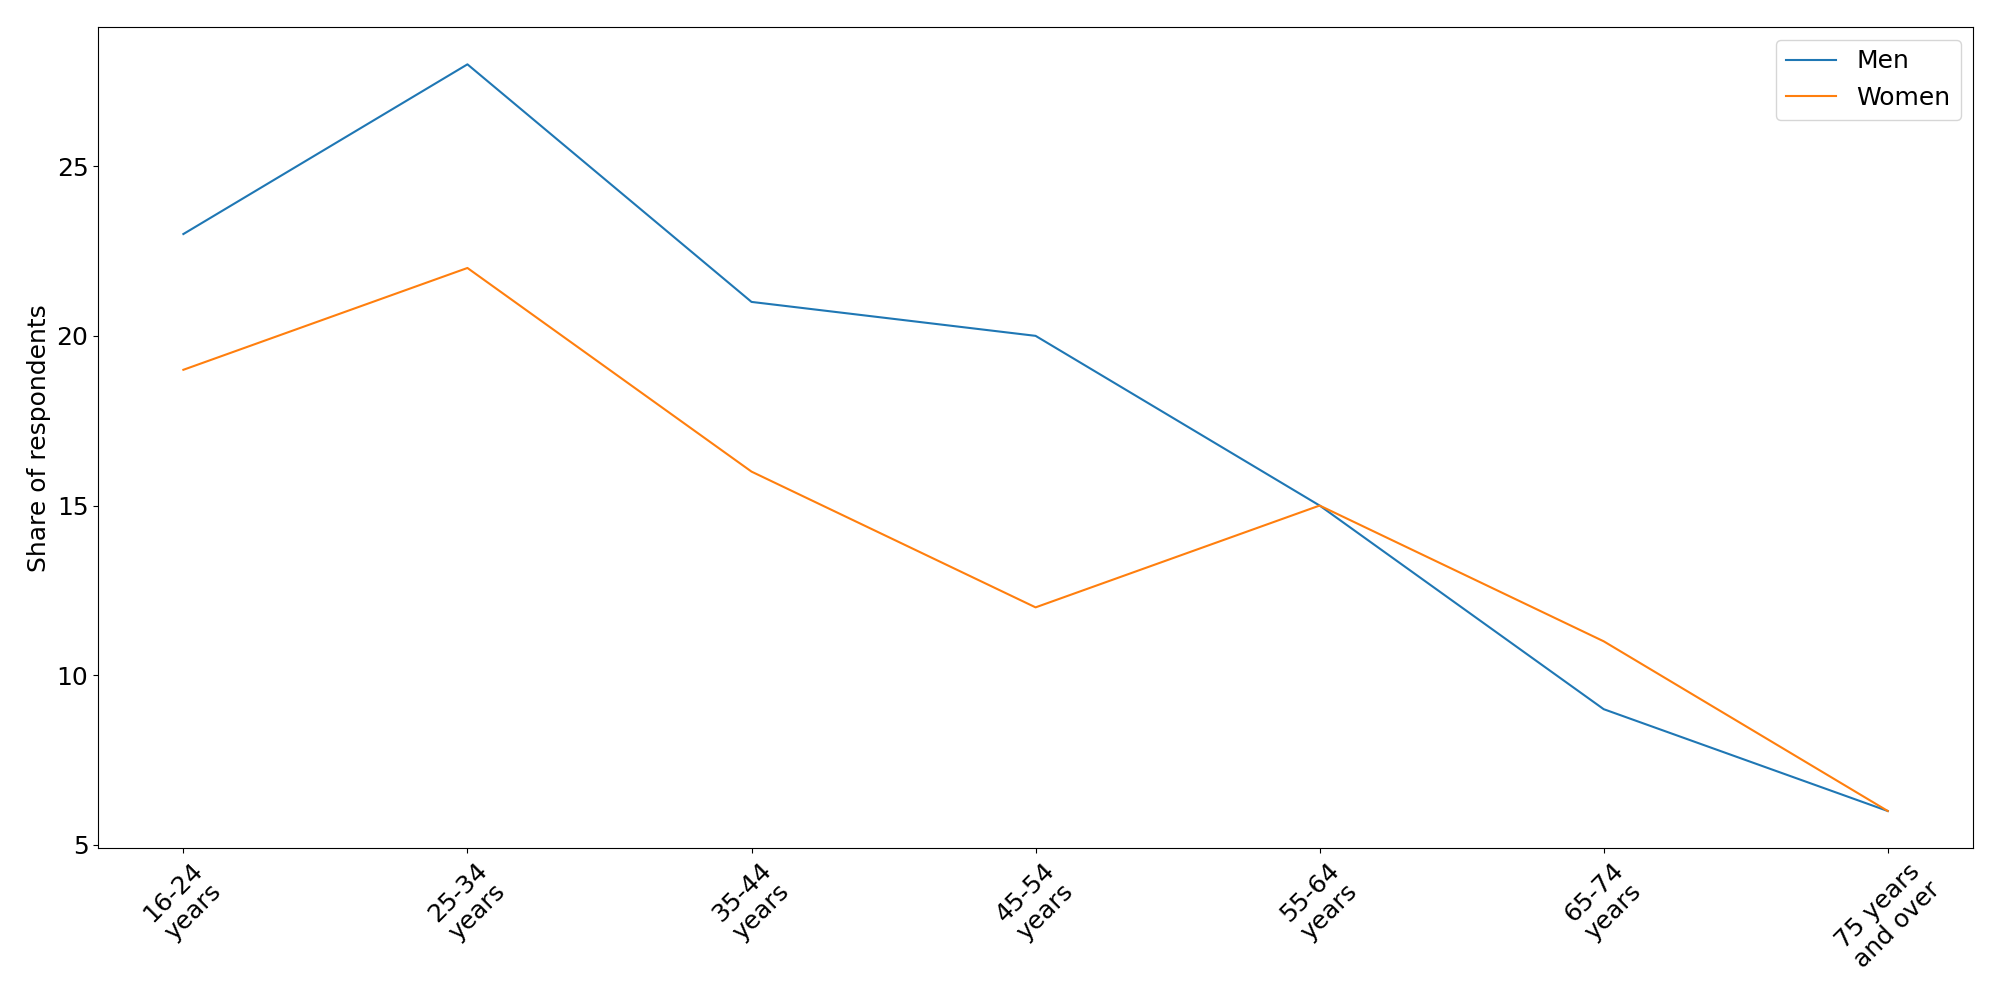 Men
Women
Share of respondents
25
20
15
10
5
16-24
years
25-34
years
35-44
years
45-54
years
55-64
years
65-74
years
75 years
and over